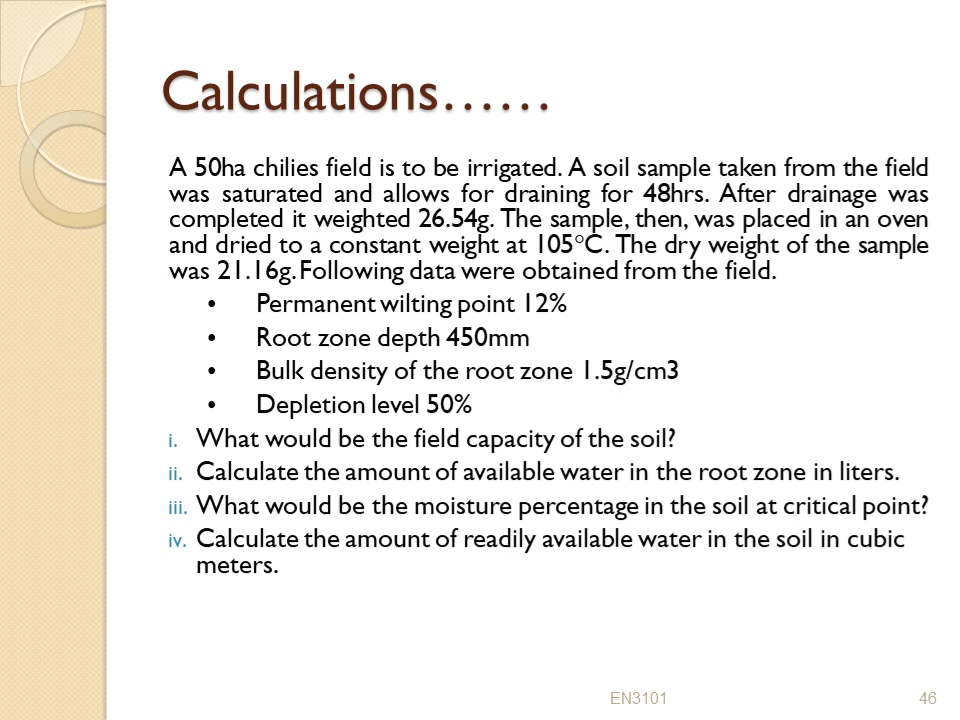 Calculations……
A 50ha chilies field is to be irrigated. A soil sample taken from the field
was saturated and allows for draining for 48hrs. After drainage was
completed it weighted 26.54g. The sample, then, was placed in an oven
and dried to a constant weight at 105°C. The dry weight of the sample
was 21.16g. Following data were obtained from the field.
• Permanent wilting point 12%
• Root zone depth 450mm
• Bulk density of the root zone 1.5g/cm3
• Depletion level 50%
i. What would be the field capacity of the soil?
ii. Calculate the amount of available water in the root zone in liters.
iii. What would be the moisture percentage in the soil at critical point?
iv. Calculate the amount of readily available water in the soil in cubic
meters.
EN3101 46